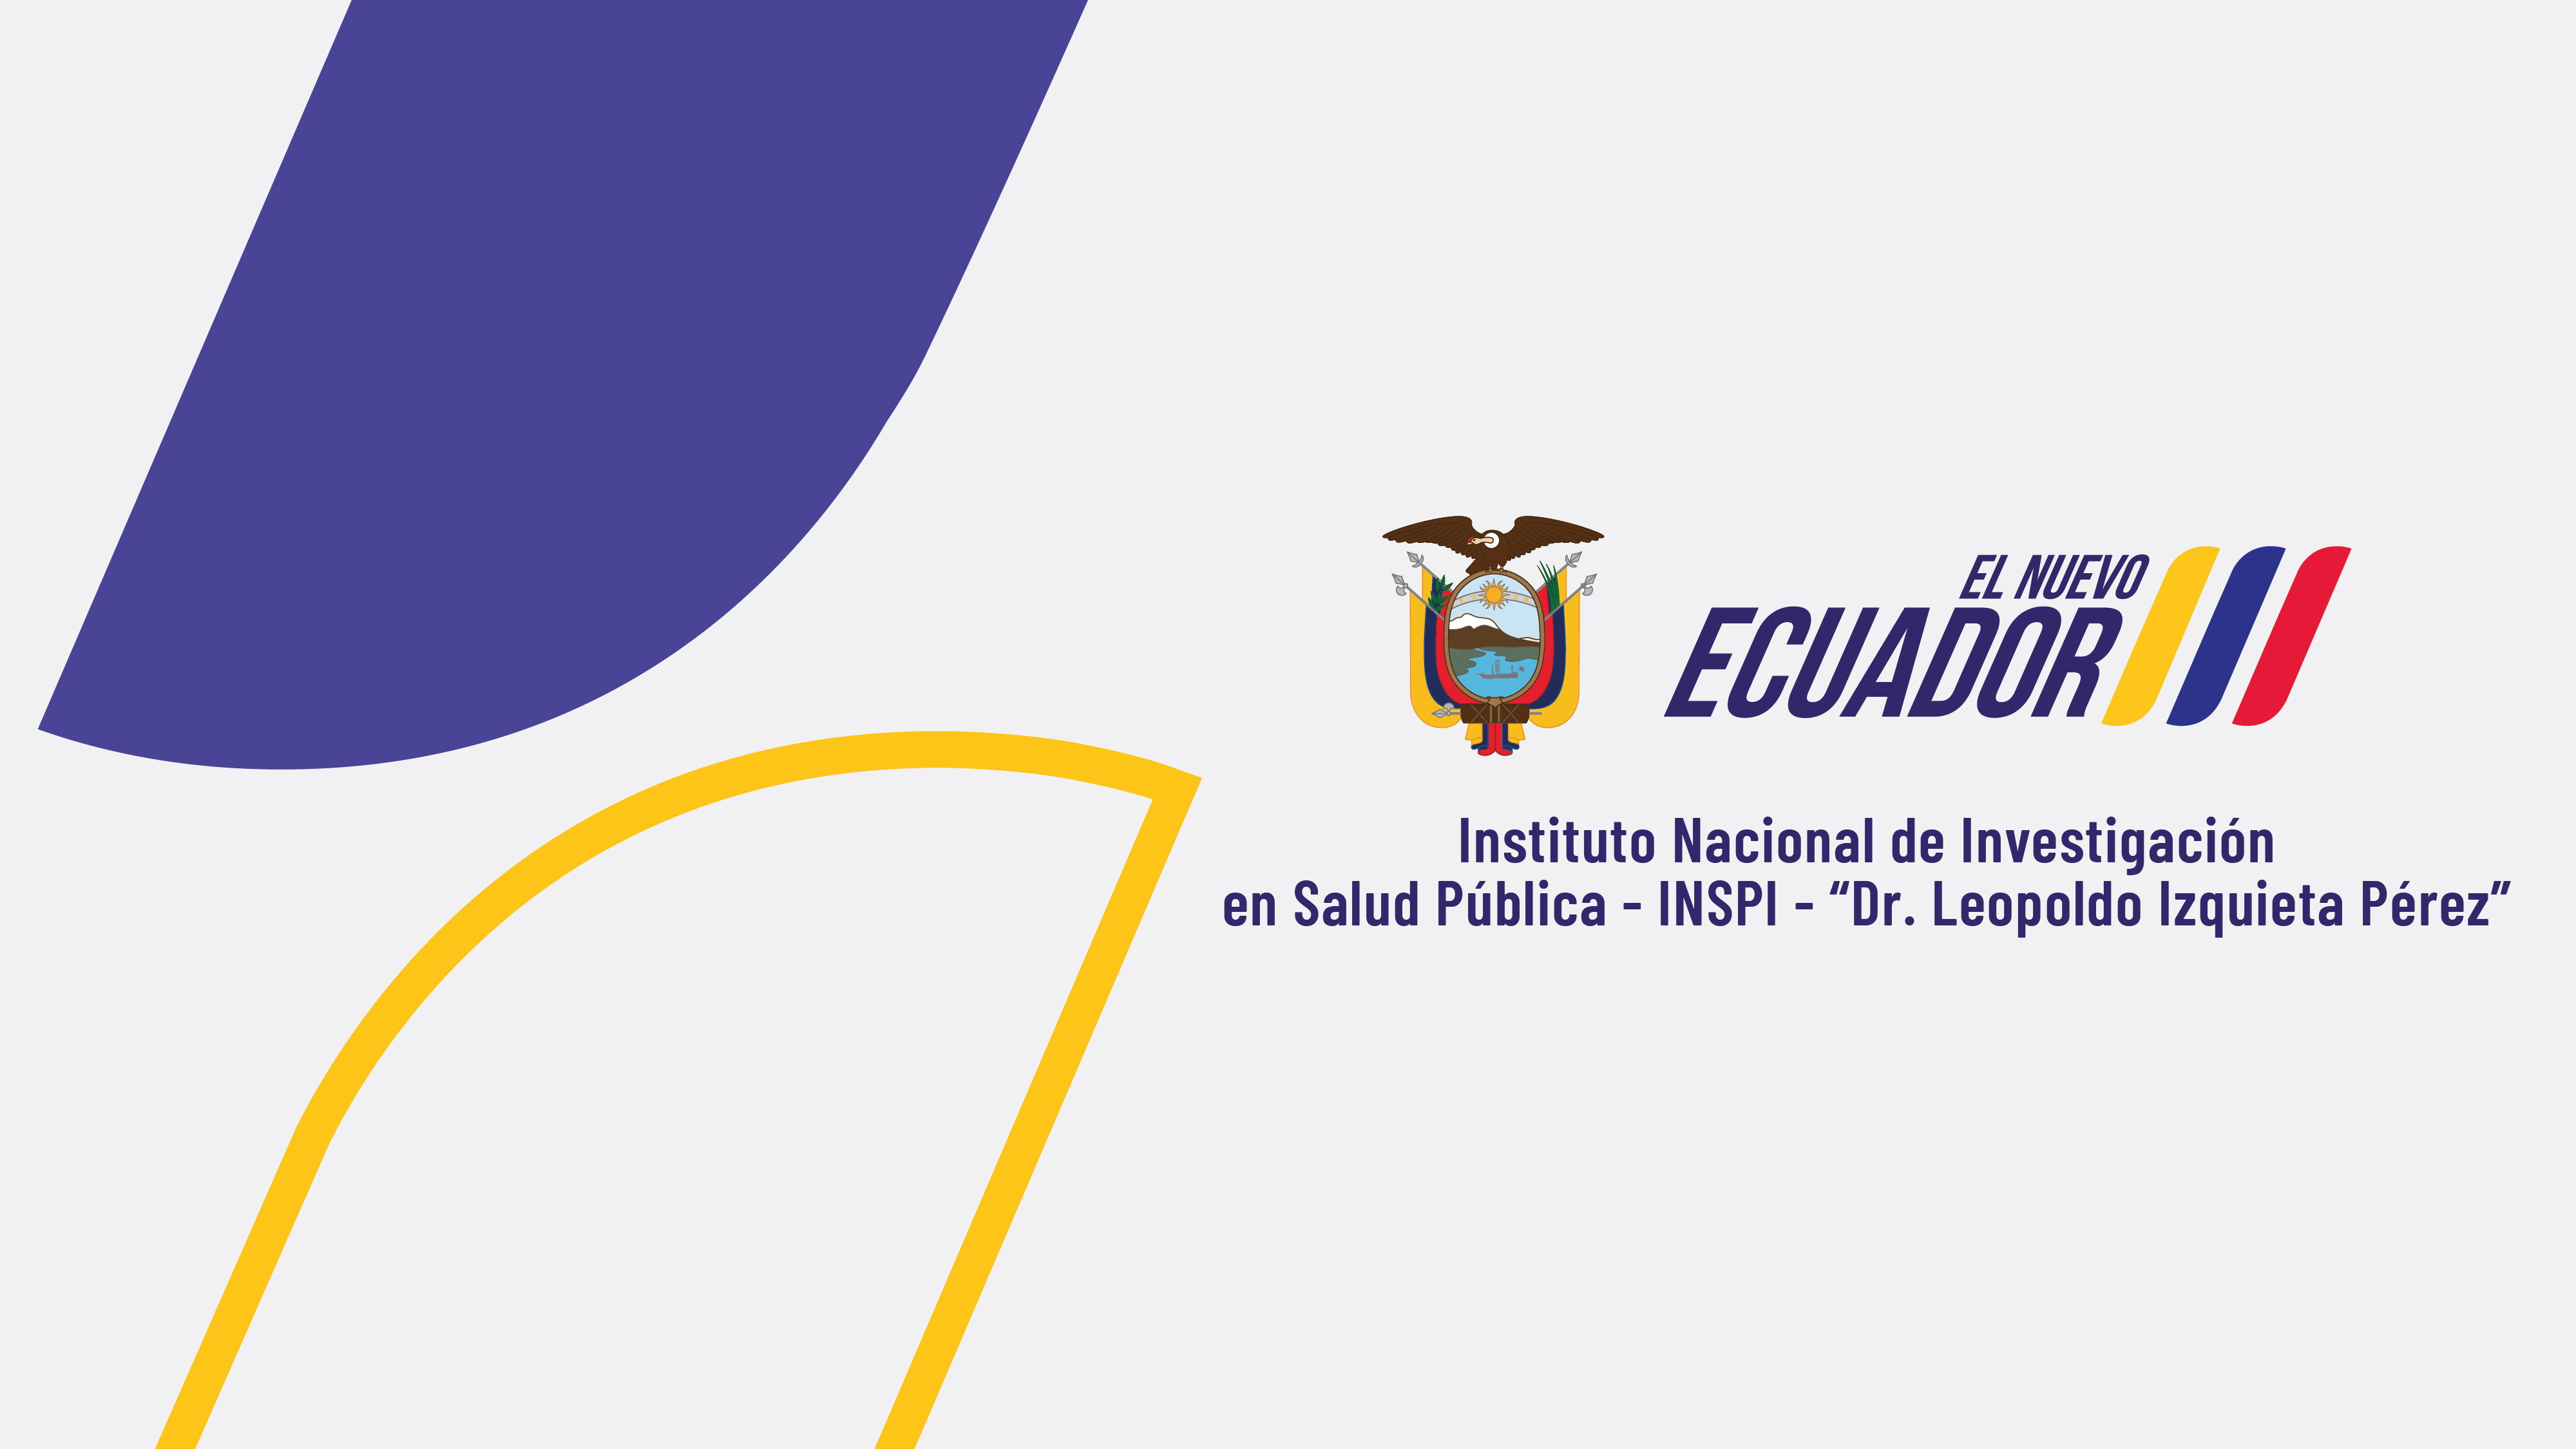 EL NUEVO
ECUADOR
Instituto Nacional de Investigación
en Salud Pública - INSPI - “Dr. Leopoldo Izquieta Pérez”